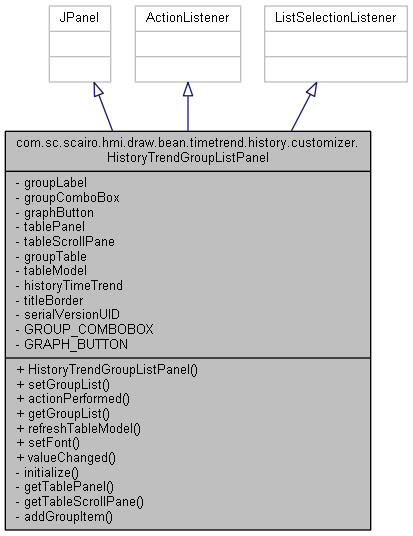 JPanel
ActionListener
ListSelectionListener
com.sc.scairo.hmi.draw.bean.timetrend.history.customizer.
HistoryTrendGroupListPanel
- groupLabel
- groupComboBox
- graphButton
- tablePanel
- tableScrollPane
- groupTable
- tableModel
- historyTimeTrend
- titleBorder
- serialVersionUID
- GROUP_COMBOBOX
- GRAPH_BUTTON
+ HistoryTrendGroupListPanel()
+ setGroupList()
+ actionPerformed()
+ getGroupList()
+ refreshTableModel()
+ setFont()
+ valueChanged()
- initialize()
- getTablePanel()
- getTableScrollPane()
- addGroupItem()